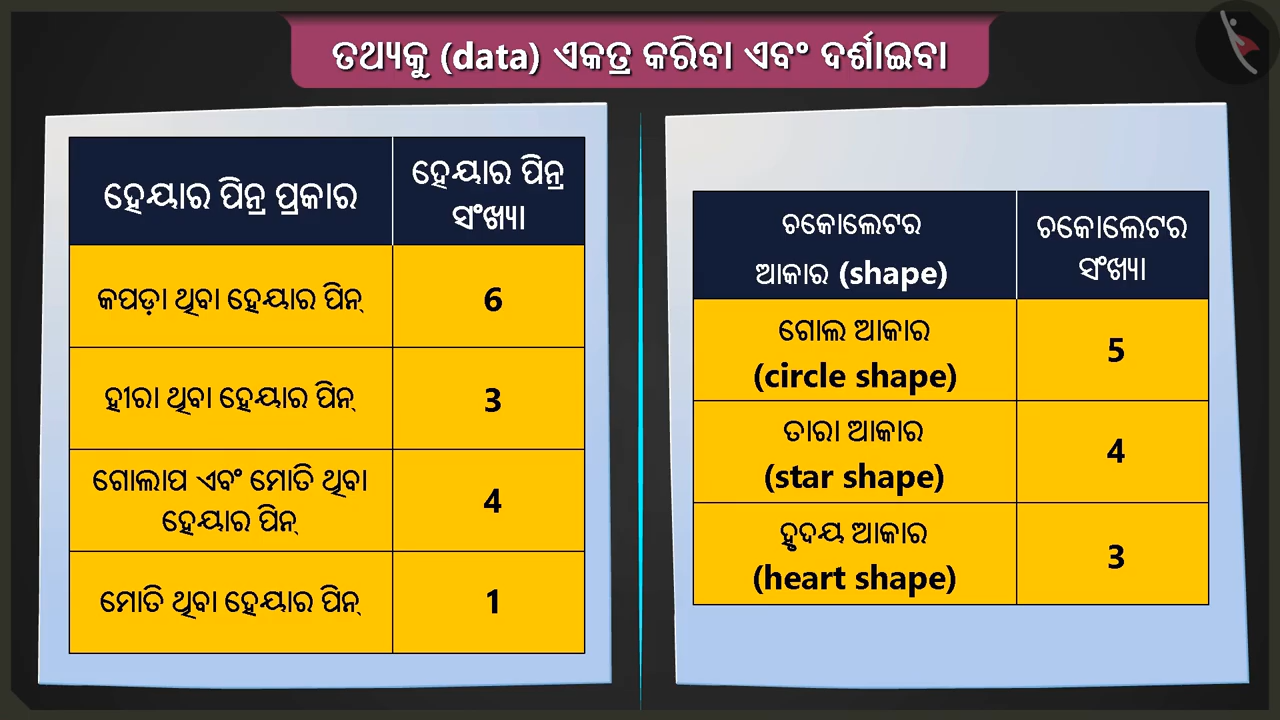 ତଥ୍ୟକୁ (data) ଏକତ୍ର କରିବା ଏବଂ ଦର୍ଶାଇବା
ହେୟାର ପିନ୍ର ପ୍ରକାର
ହେୟାର ପିନ୍ର
ସଂଖ୍ୟା
କପଡ଼ା ଥିବା ହେୟାର ପିନ୍
6
ହୀରା ଥିବା ହେୟାର ପିନ୍
3
ଗୋଲାପ ଏବଂ ମୋତି ଥିବା
ହେୟାର ପିନ୍
4
ମୋତି ଥିବା ହେୟାର ପିନ୍
1
ଚକୋଲେଟର
ଆକାର (shape)
ଚକୋଲେଟର
ସଂଖ୍ୟା
ଗୋଲ ଆକାର
(circle shape)
5
ତାରା ଆକାର
(star shape)
4
ହୃଦୟ ଆକାର
(heart shape)
3